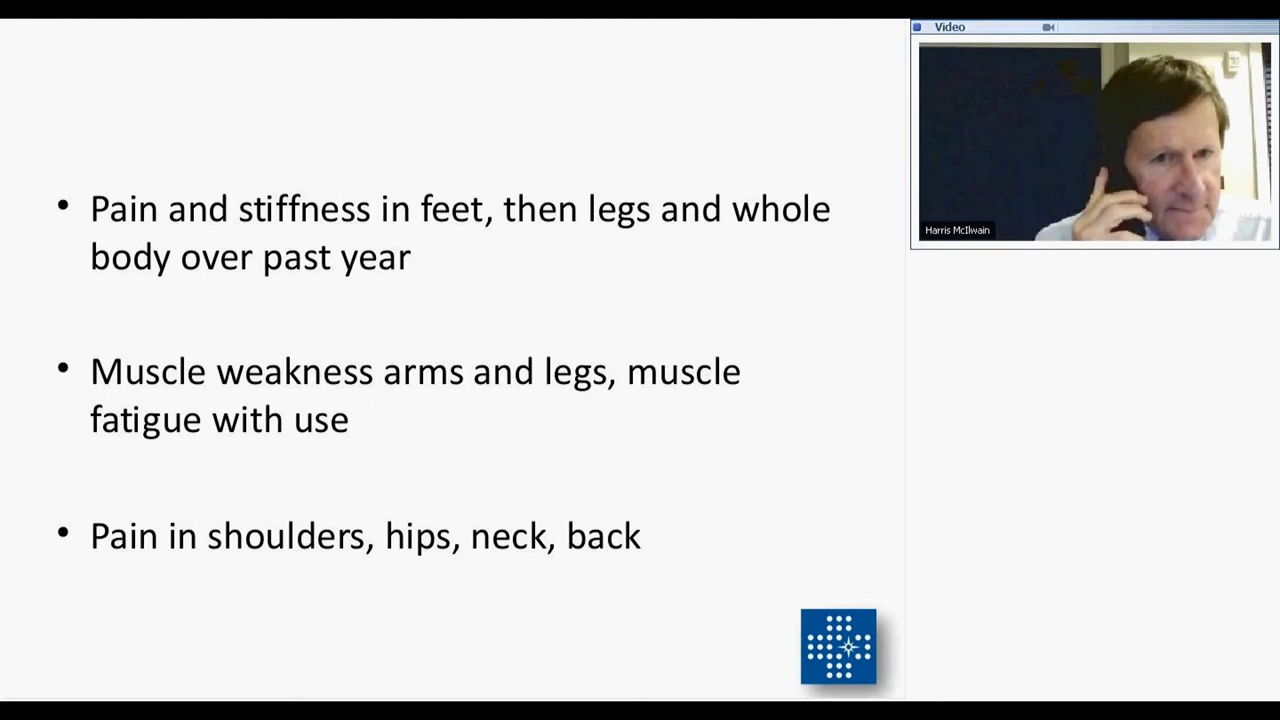 Video
Harris McIlwain
• Pain and stiffness in feet, then legs and whole
body over past year
• Muscle weakness arms and legs, muscle
fatigue with use
• Pain in shoulders, hips, neck, back